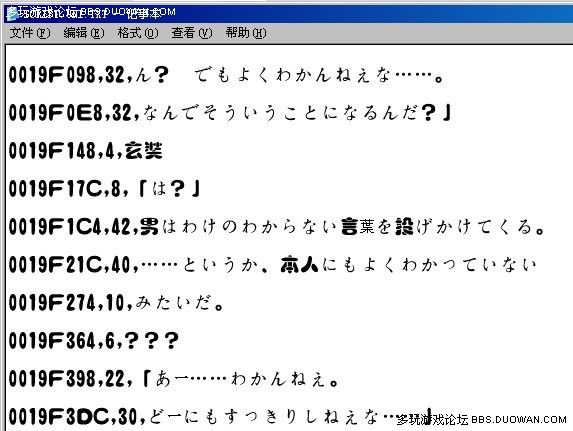 多玩游戏论坛 BBS.DUOWAN.COM
- 记事本
文件(F) 编辑(E) 格式(O) 查看(V) 帮助(H)
0019F098,32,ん？　でもよくわかんねえな……。
0019F0E8,32,なんでそういうことになるんだ？」
0019F148,4,玄奘
0019F17C,8,「は？」
0019F1C4,42,男はわけのわからない言葉を投げかけてくる。
0019F21C,40,……というか、本人にもよくわかっていない
0019F274,10,みたいだ。
0019F364,6,？？？
0019F398,22,「あー……わかんねぇ。
0019F3DC,30,どーにもすっきりしねえな……」
多玩游戏论坛 BBS.DUOWAN.COM